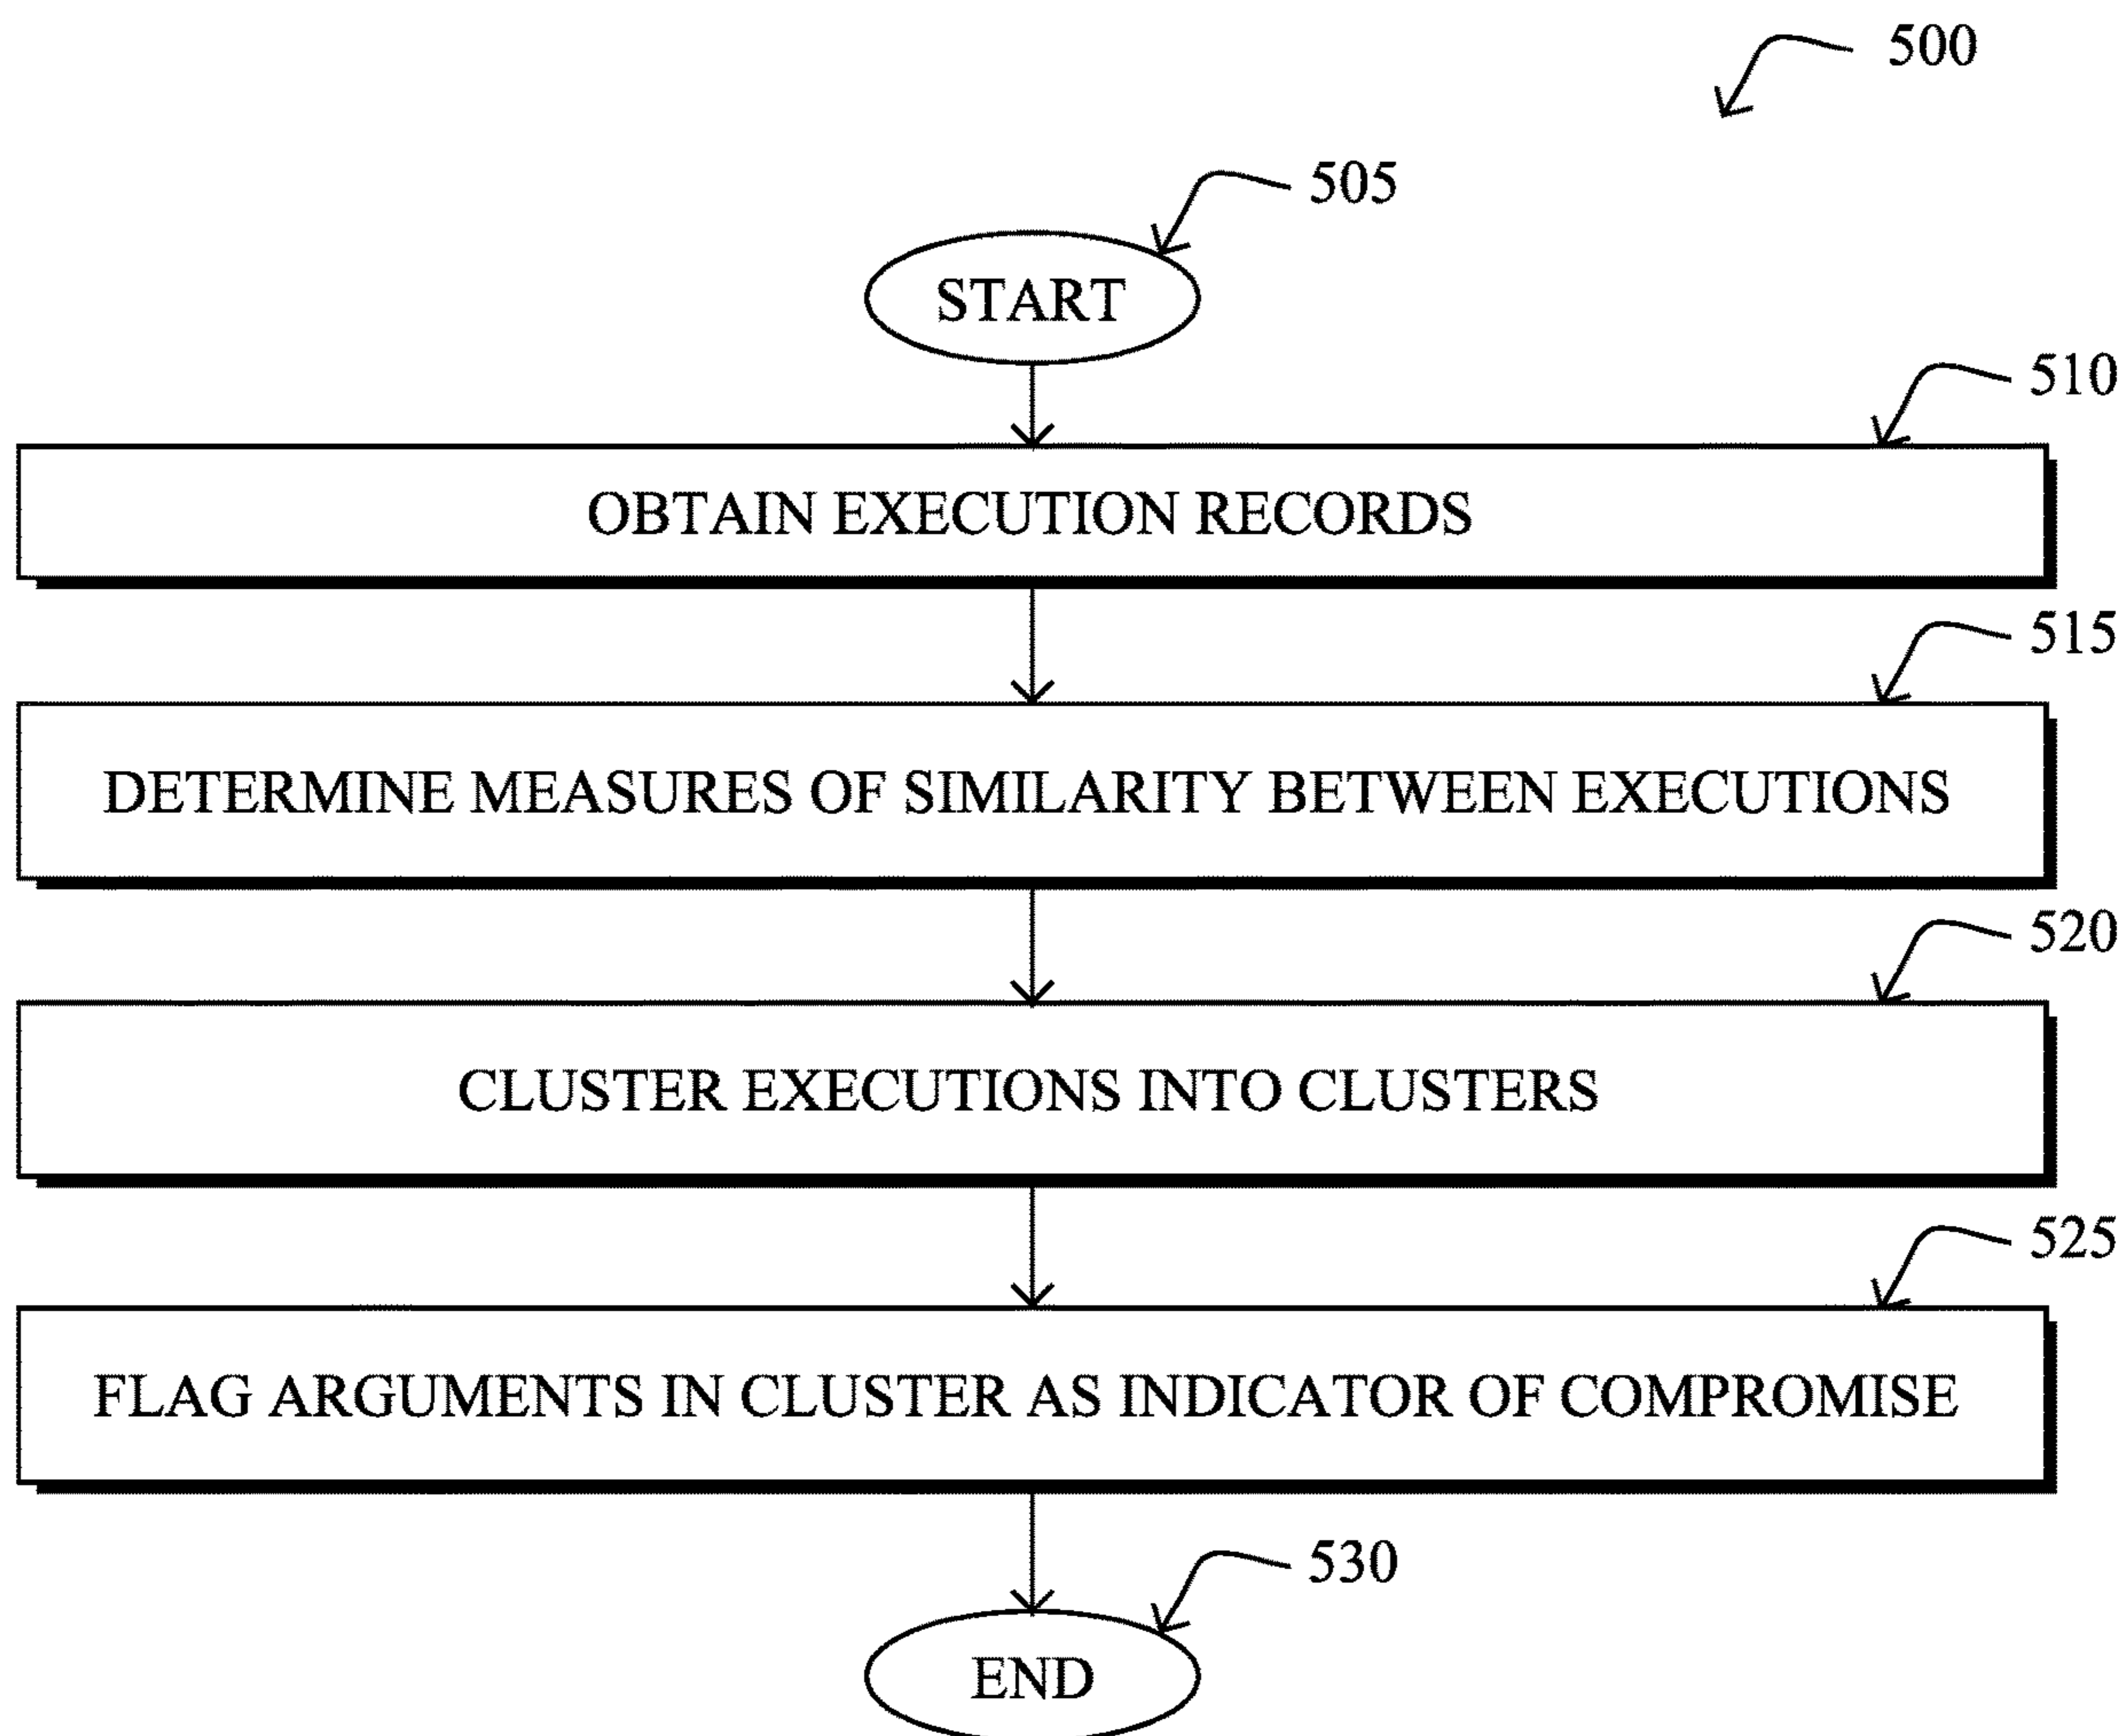 500
505
START
510
OBTAIN EXECUTION RECORDS
515
DETERMINE MEASURES OF SIMILARITY BETWEEN EXECUTIONS
520
CLUSTER EXECUTIONS INTO CLUSTERS
525
FLAG ARGUMENTS IN CLUSTER AS INDICATOR OF COMPROMISE
530
END